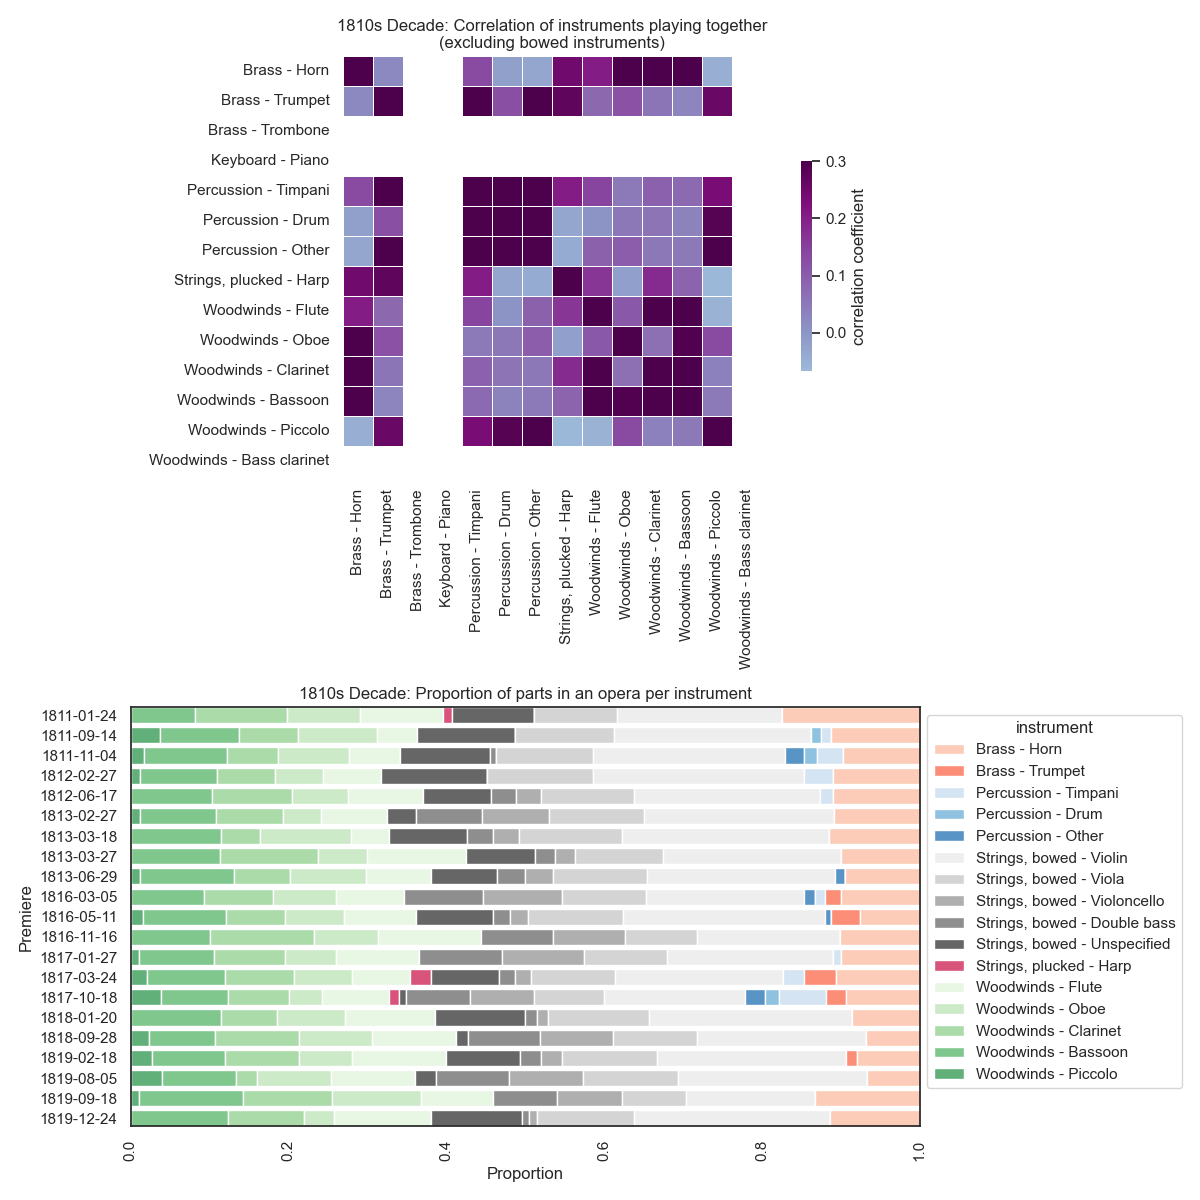 1810s Decade: Correlation of instruments playing together
(excluding bowed instruments)
Brass - Horn
Brass - Trumpet
Brass - Trombone
Keyboard - Piano
Percussion - Timpani
Percussion - Drum
Percussion - Other
Strings, plucked - Harp
Woodwinds - Flute
Woodwinds - Oboe
Woodwinds - Clarinet
Woodwinds - Bassoon
Woodwinds - Piccolo
Woodwinds - Bass clarinet
Brass - Horn
Brass - Trumpet
Brass - Trombone
Keyboard - Piano
Percussion - Timpani
Percussion - Drum
Percussion - Other
Strings, plucked - Harp
Woodwinds - Flute
Woodwinds - Oboe
Woodwinds - Clarinet
Woodwinds - Bassoon
Woodwinds - Piccolo
Woodwinds - Bass clarinet
0.3
0.2
0.1
0.0
correlation coefficient
1810s Decade: Proportion of parts in an opera per instrument
Premiere
1811-01-24
1811-09-14
1811-11-04
1812-02-27
1812-06-17
1813-02-27
1813-03-18
1813-03-27
1813-06-29
1816-03-05
1816-05-11
1816-11-16
1817-01-27
1817-03-24
1817-10-18
1818-01-20
1818-09-28
1819-02-18
1819-08-05
1819-09-18
1819-12-24
0.0
0.2
0.4
0.6
0.8
1.0
Proportion
instrument
Brass - Horn
Brass - Trumpet
Percussion - Timpani
Percussion - Drum
Percussion - Other
Strings, bowed - Violin
Strings, bowed - Viola
Strings, bowed - Violoncello
Strings, bowed - Double bass
Strings, bowed - Unspecified
Strings, plucked - Harp
Woodwinds - Flute
Woodwinds - Oboe
Woodwinds - Clarinet
Woodwinds - Bassoon
Woodwinds - Piccolo